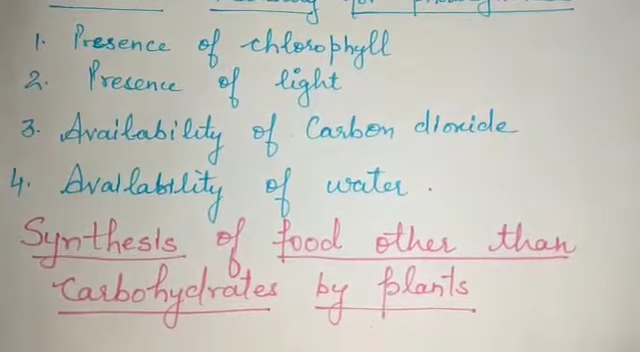 1. Presence of chlorophyll
2. Presence of light
3. Availability of Carbon dioxide
4. Availability of water.
Synthesis of food other than
Carbohydrates by plants